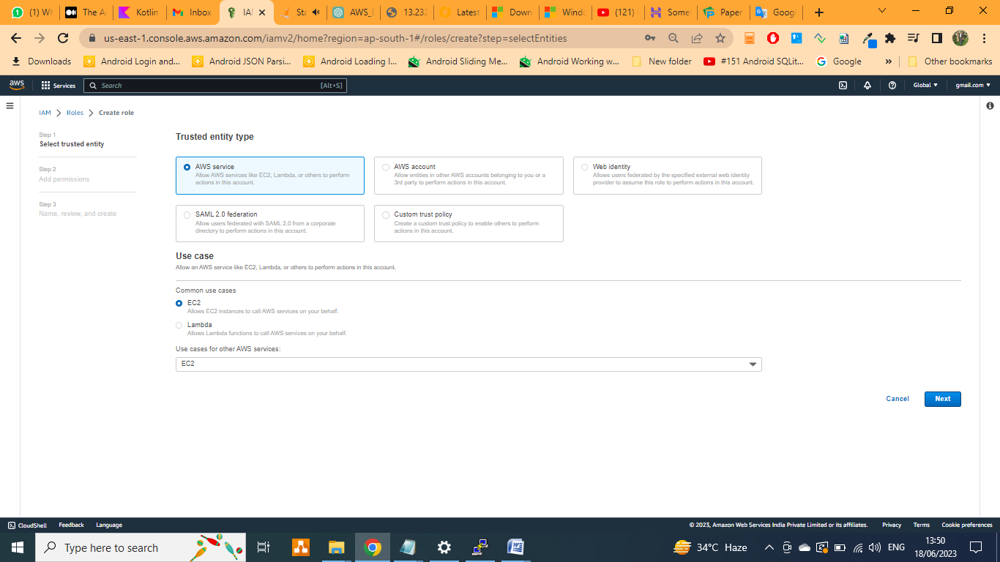 (1) W
The A
Kotlin
Inbox
IA
Sta
AWS_
13.232
Latest
Down
Windo
(121)
Some
Paper
Goog
us-east-1.console.aws.amazon.com/iamv2/home?region=ap-south-1#/roles/create?step=selectEntities
Downloads
Android Login and...
Android JSON Parsi...
Android Loading I...
Android Sliding Me...
Android Working w...
New folder
#151 Android SQLit...
Google
»
Other bookmarks
aws
Services
Search
[Alt+S]
Global
gmail.com
IAM
Roles
Create role
Step 1
Select trusted entity
Step 2
Add permissions
Step 3
Name, review, and create
Trusted entity type
AWS service
Allow AWS services like EC2, Lambda, or others to perform
actions in this account.
AWS account
Allow entities in other AWS accounts belonging to you or a
3rd party to perform actions in this account.
Web identity
Allows users federated by the specified external web identity
provider to assume this role to perform actions in this account.
SAML 2.0 federation
Allow users federated with SAML 2.0 from a corporate
directory to perform actions in this account.
Custom trust policy
Create a custom trust policy to enable others to perform
actions in this account.
Use case
Allow an AWS service like EC2, Lambda, or others to perform actions in this account.
Common use cases
EC2
Allows EC2 instances to call AWS services on your behalf.
Lambda
Allows Lambda functions to call AWS services on your behalf.
Use cases for other AWS services:
EC2
Cancel
Next
CloudShell
Feedback
Language
© 2023, Amazon Web Services India Private Limited or its affiliates.
Privacy
Terms
Cookie preferences
Type here to search
34°C Haze
ENG
13:50
18/06/2023